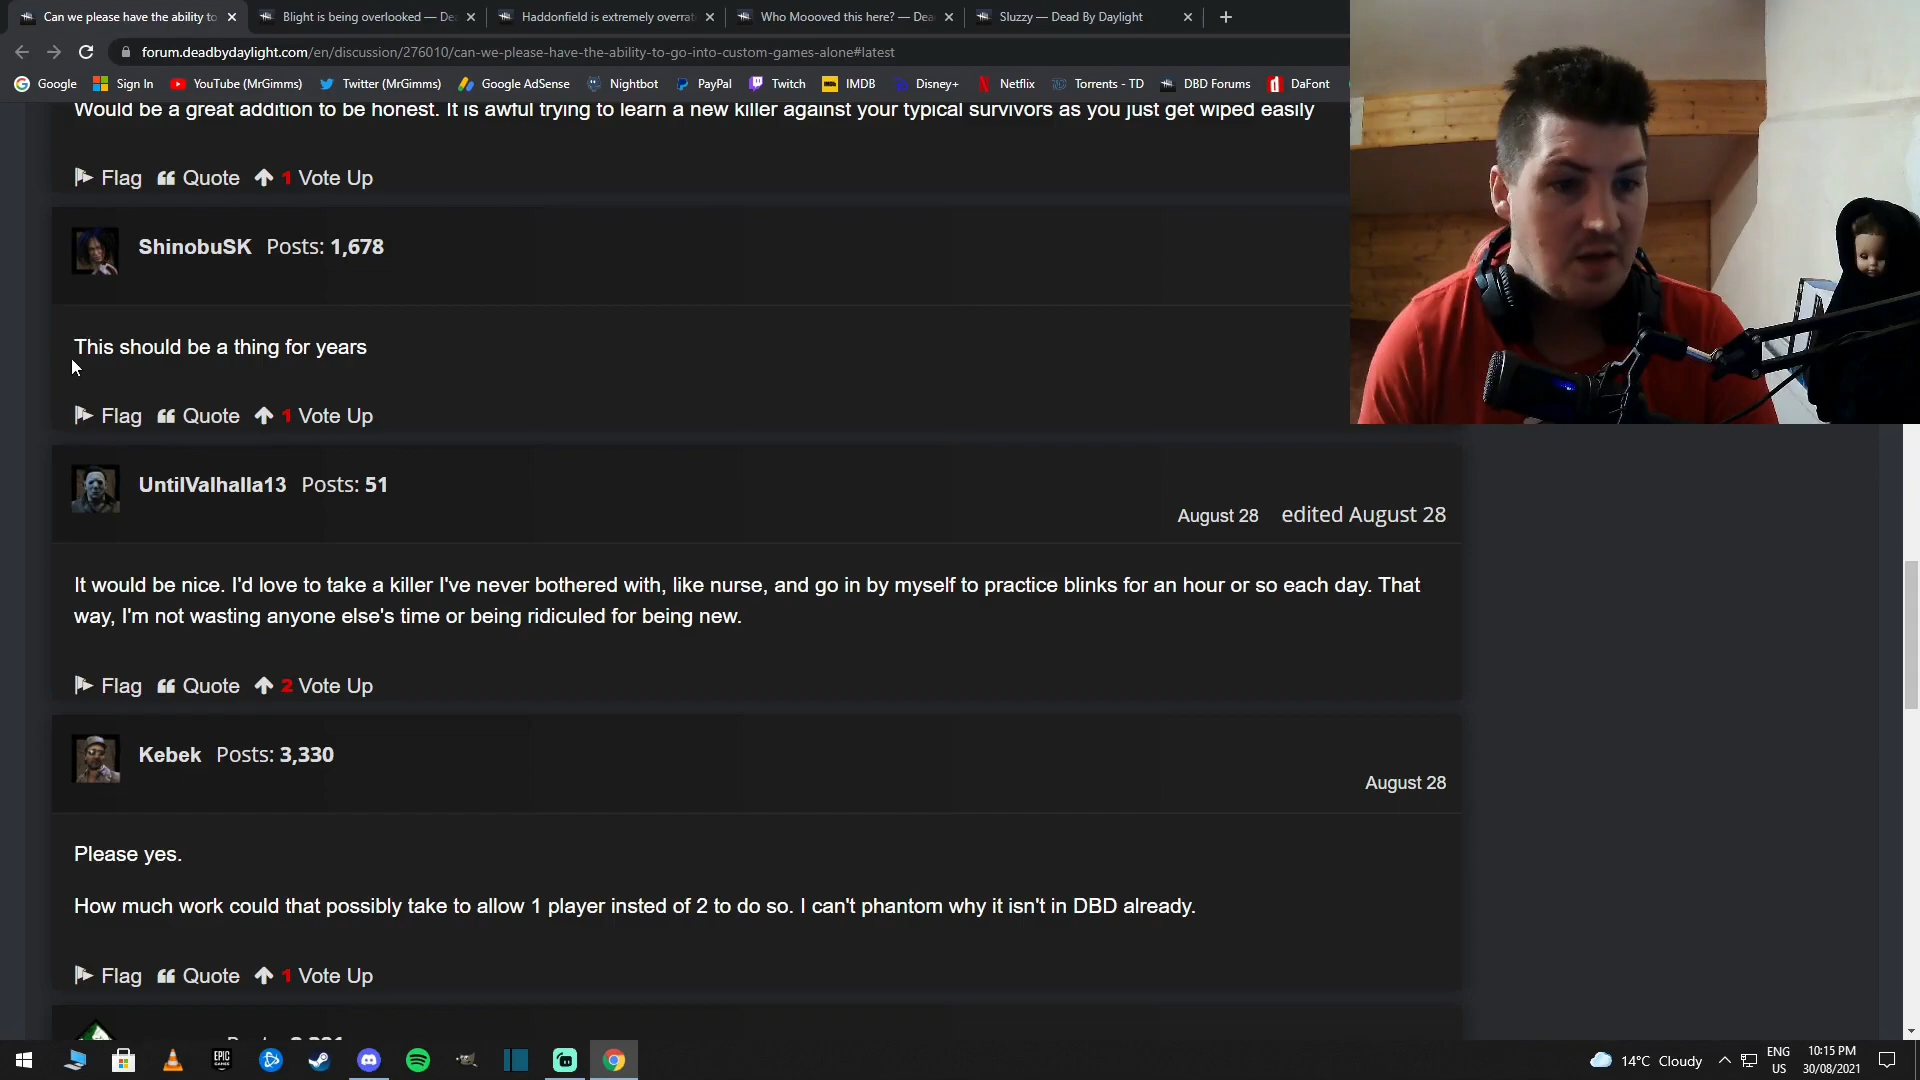 Can we please have the ability to
Blight is being overlooked — De
Haddonfield is extremely overrat
Who Moooved this here? — Dea
Sluzzy — Dead By Daylight
forum.deadbydaylight.com/en/discussion/276010/can-we-please-have-the-ability-to-go-into-custom-games-alone#latest
Google Sign In YouTube (MrGimms) Twitter (MrGimms) Google AdSense Nightbot PayPal Twitch IMDB Disney+ Netflix Torrents - TD DBD Forums DaFont
Would be a great addition to be honest. It is awful trying to learn a new killer against your typical survivors as you just get wiped easily
Flag Quote 1 Vote Up
ShinobuSK Posts: 1,678
This should be a thing for years
Flag Quote 1 Vote Up
UntilValhalla13 Posts: 51
August 28 edited August 28
It would be nice. I'd love to take a killer I've never bothered with, like nurse, and go in by myself to practice blinks for an hour or so each day. That
way, I'm not wasting anyone else's time or being ridiculed for being new.
Flag Quote 2 Vote Up
Kebek Posts: 3,330
August 28
Please yes.
How much work could that possibly take to allow 1 player insted of 2 to do so. I can't phantom why it isn't in DBD already.
Flag Quote 1 Vote Up
14°C Cloudy
ENG
US
10:15 PM
30/08/2021